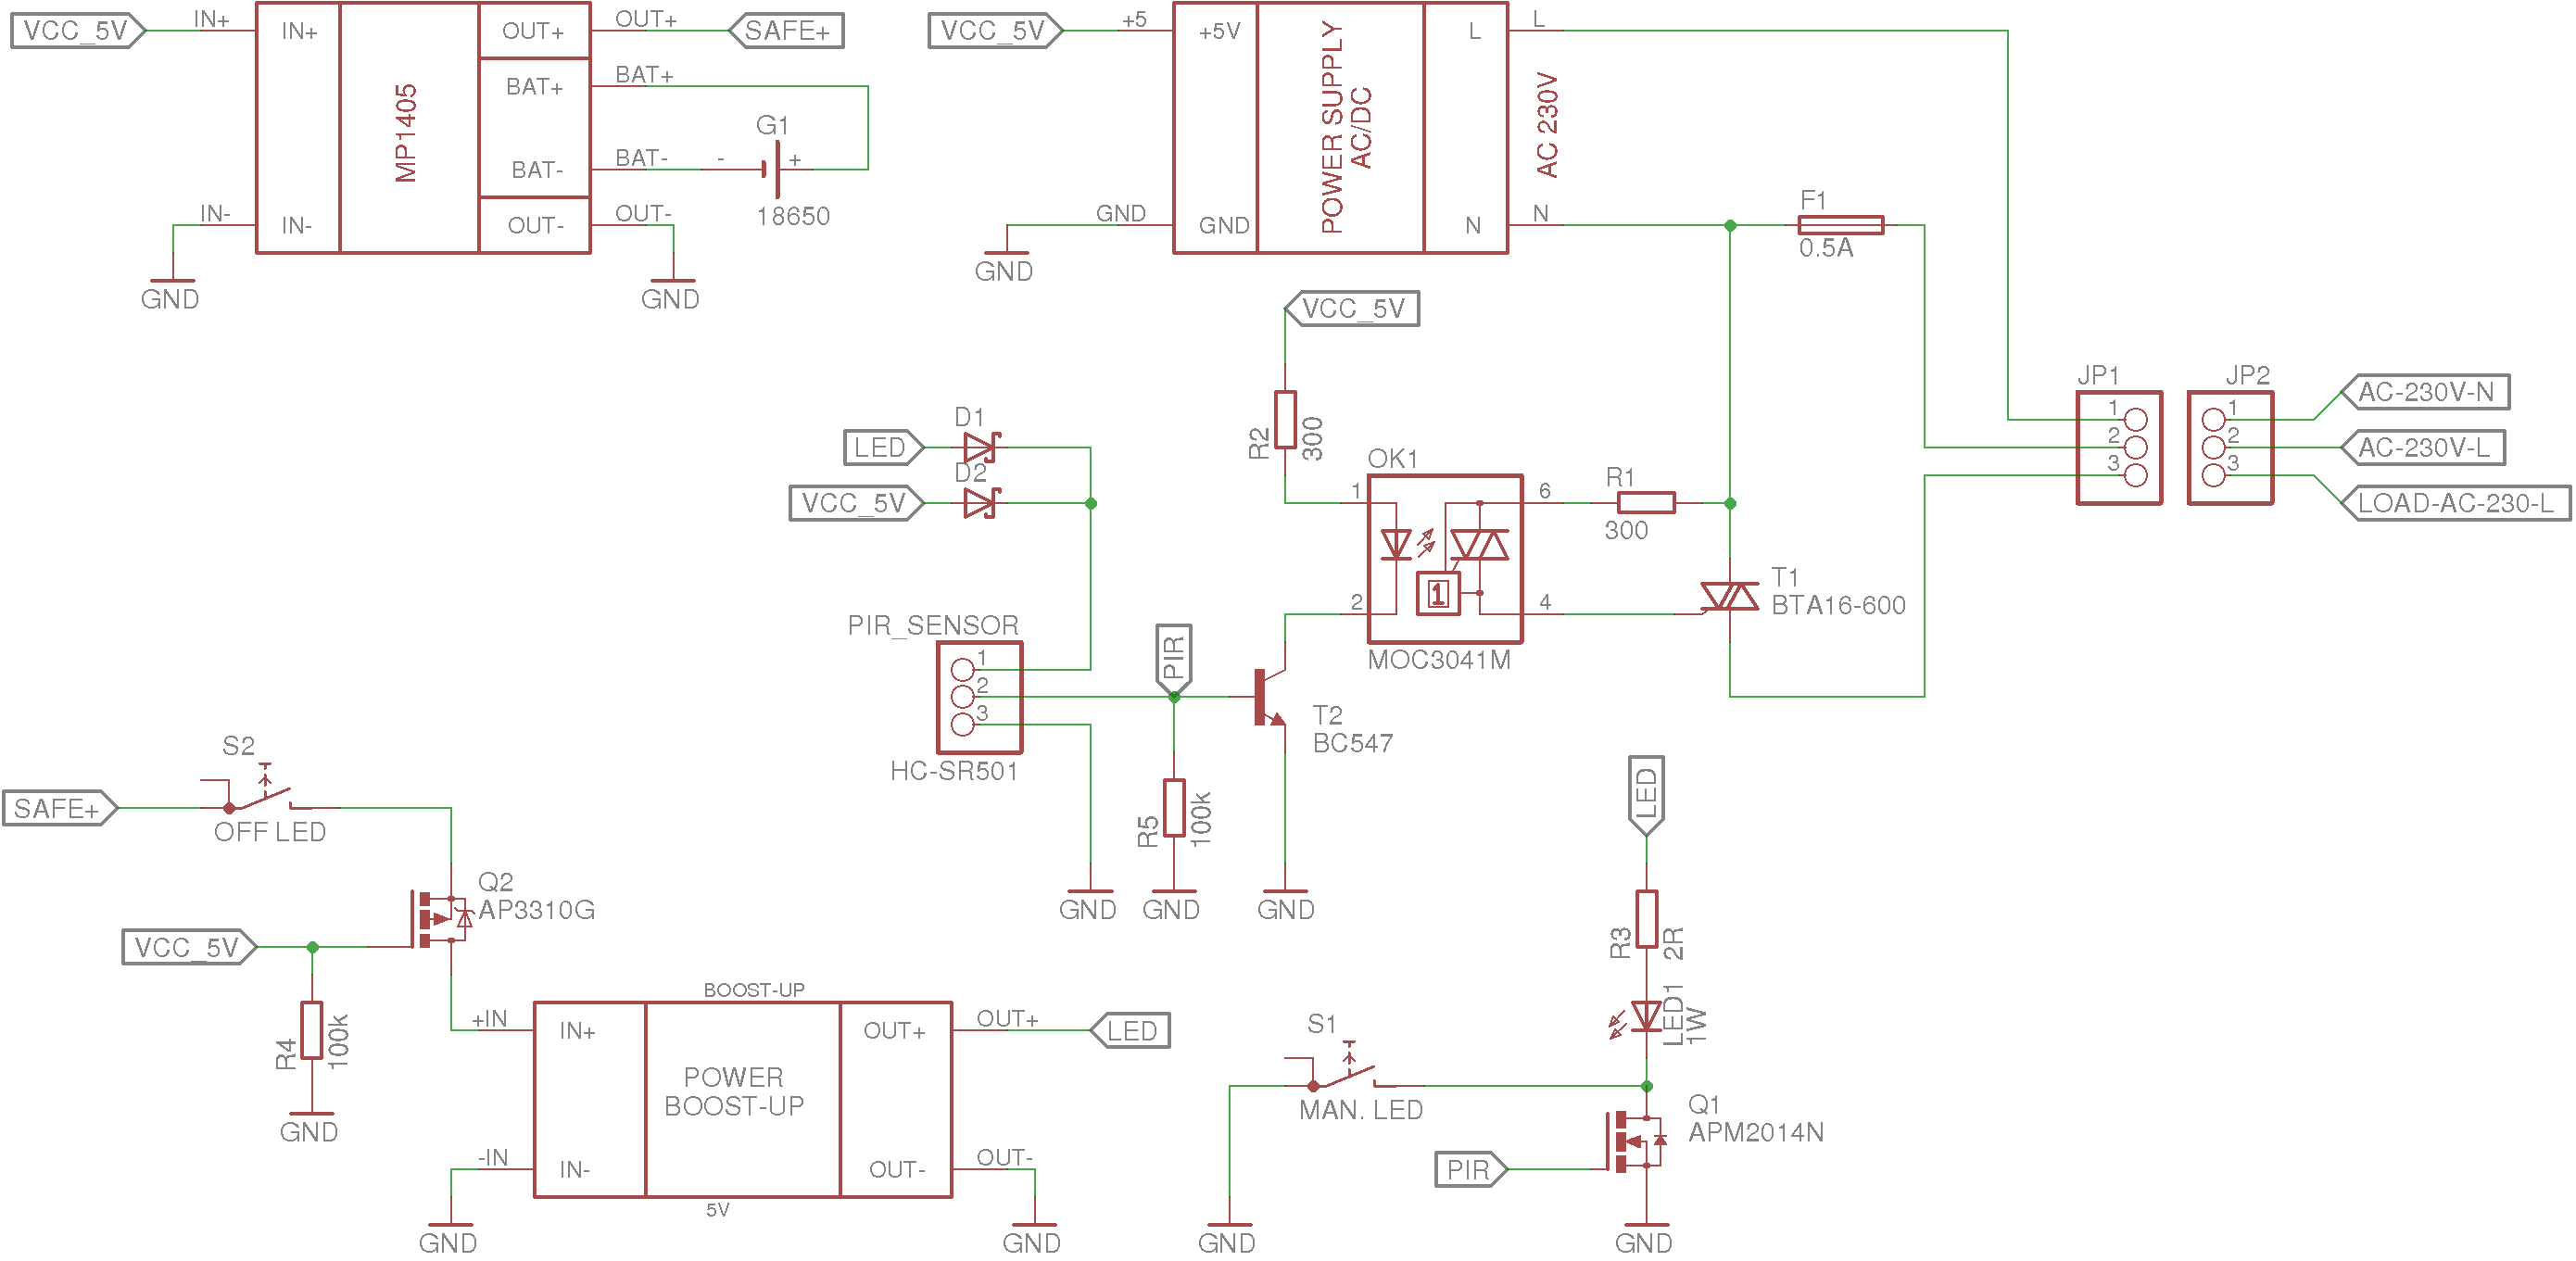 VCC_5V
IN+
IN+
MP1405
OUT+
OUT+
SAFE+
BAT+
BAT+
G1
- +
18650
BAT-
BAT-
IN-
IN-
OUT-
OUT-
GND
GND
VCC_5V
+5
+5V
POWER SUPPLY
AC/DC
L
L
AC 230V
GND
GND
N
N
GND
F1
0.5A
VCC_5V
R2
300
D1
LED
D2
VCC_5V
OK1
1
2
6
4
1
MOC3041M
R1
300
T1
BTA16-600
JP1
1
2
3
JP2
1
2
3
AC-230V-N
AC-230V-L
LOAD-AC-230-L
PIR_SENSOR
1
2
3
HC-SR501
PIR
T2
BC547
R5
100k
GND
GND
GND
S2
SAFE+
OFF LED
Q2
AP3310G
VCC_5V
R4
100k
GND
BOOST-UP
+IN
IN+
POWER
BOOST-UP
OUT+
OUT+
LED
-IN
IN-
OUT-
OUT-
5V
GND
GND
LED
R3
2R
LED1
1W
S1
MAN. LED
Q1
APM2014N
PIR
GND
GND